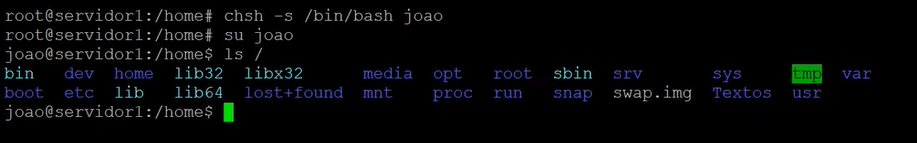 root@servidor1:/home# chsh -s /bin/bash joao
root@servidor1:/home# su joao
joao@servidor1:/home$ ls /
bin dev home lib32 libx32 media opt root sbin srv sys tmp var
boot etc lib lib64 lost+found mnt proc run snap swap.img Textos usr
joao@servidor1:/home$